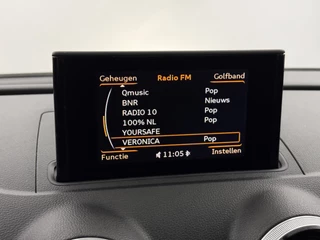 Geheugen Radio FM Golfband
Qmusic Pop
BNR Nieuws
RADIO 10 Pop
100% NL Pop
YOURSAFE
VERONICA Pop
Functie 11:05 Instellen